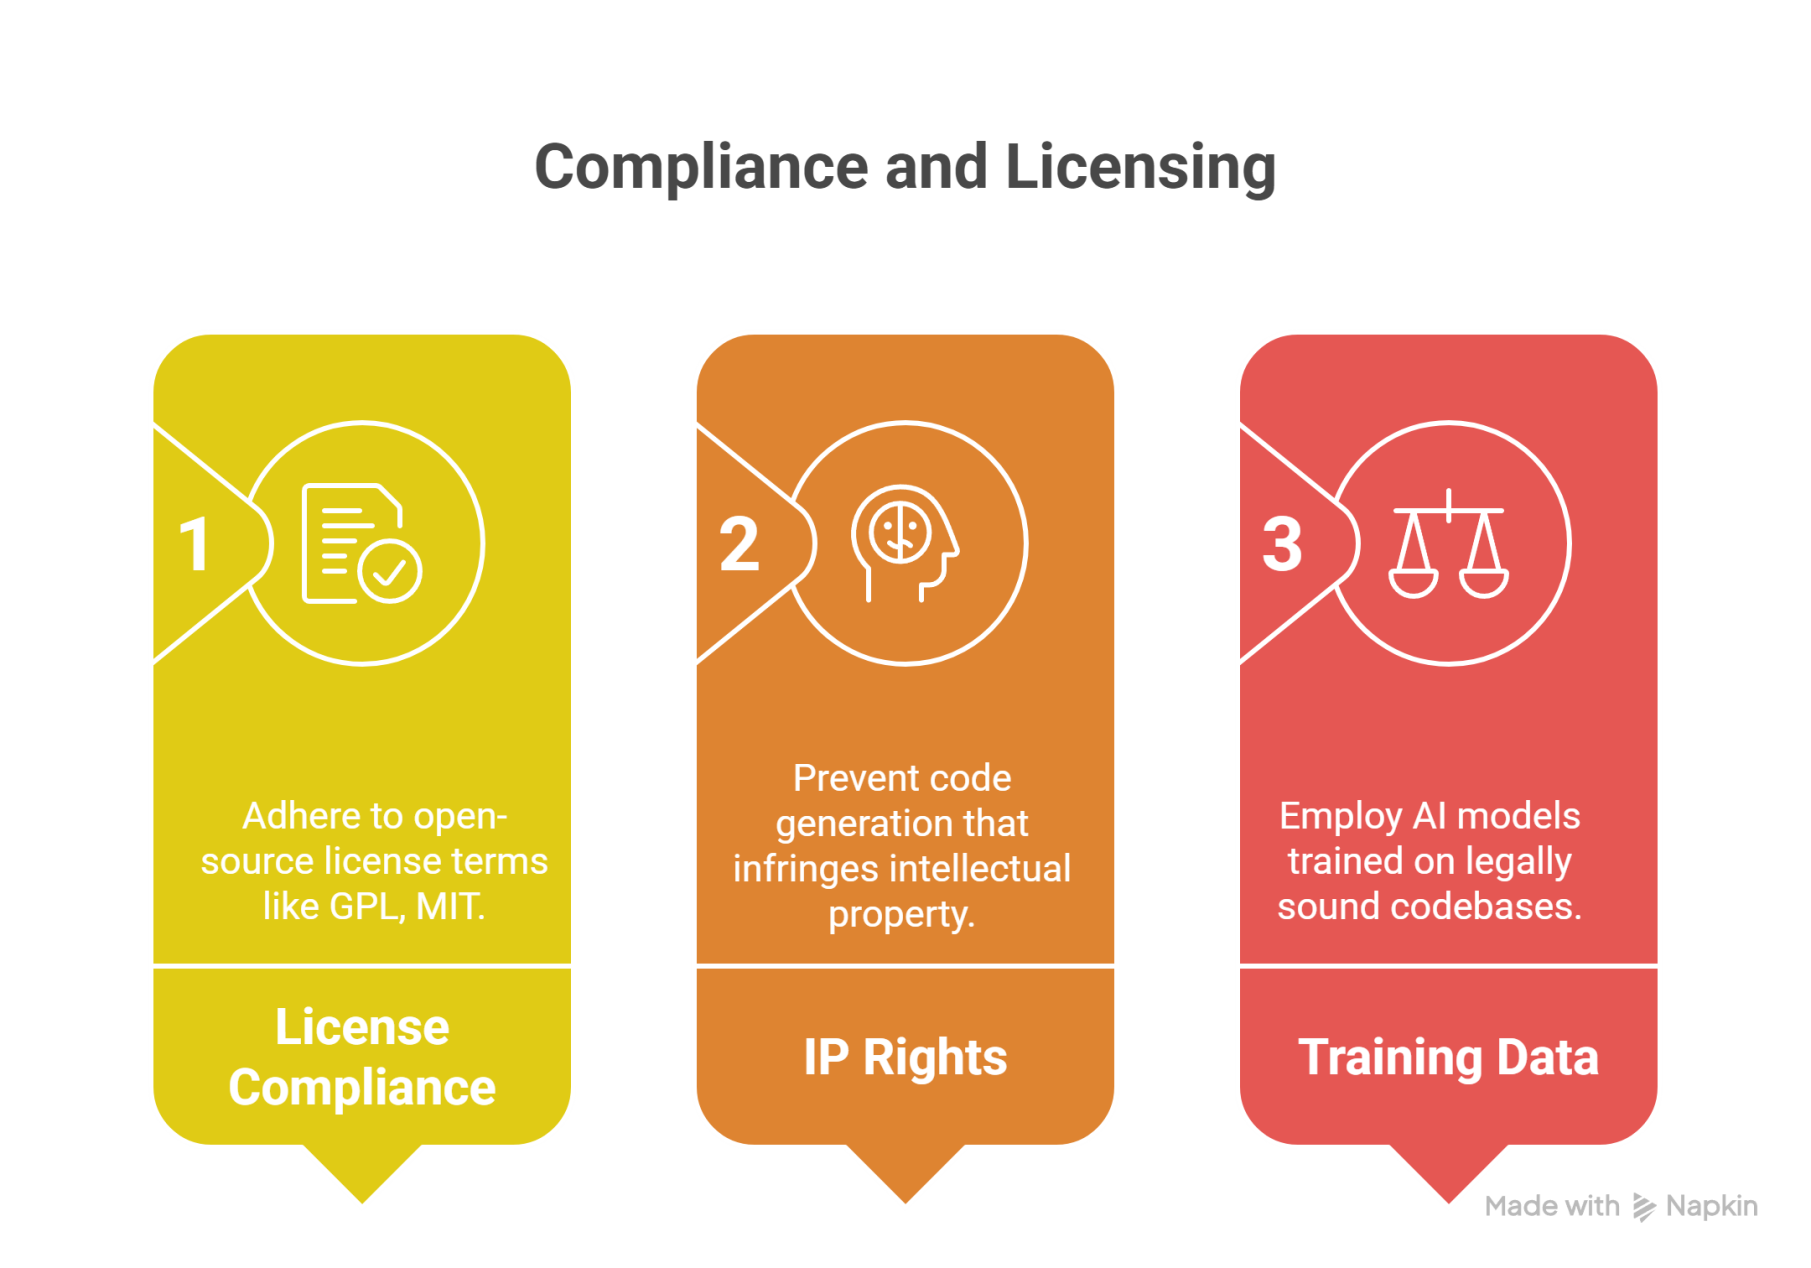 Compliance and Licensing
1
Adhere to open-
source license terms
like GPL, MIT.
License
Compliance
2
Prevent code
generation that
infringes intellectual
property.
IP Rights
3
Employ AI models
trained on legally
sound codebases.
Training Data
Made with Napkin